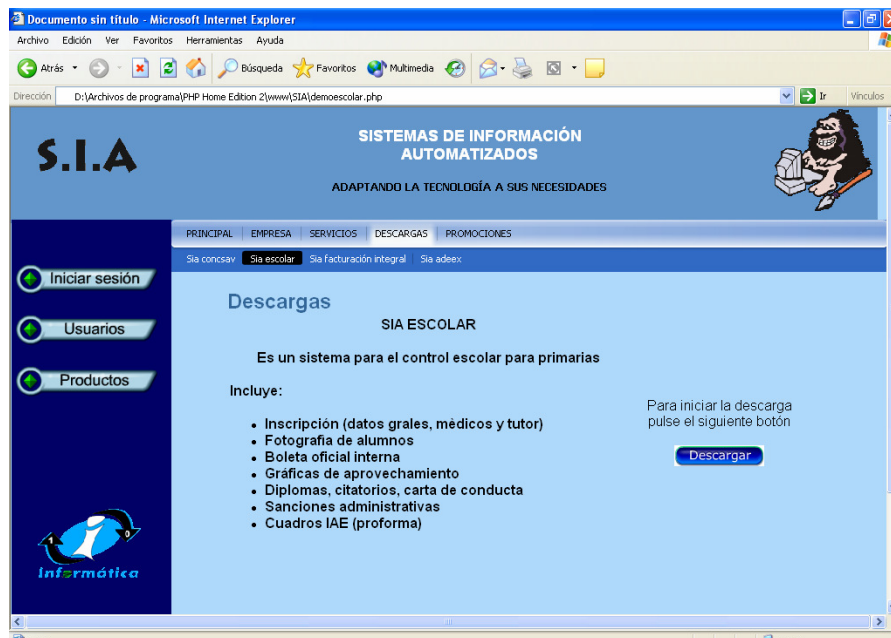 Documento sin título - Microsoft Internet Explorer
Archivo Edición Ver Favoritos Herramientas Ayuda
Atrás Búsqueda Favoritos Multimedia
Dirección D:\Archivos de programa\PHP Home Edition 2\www\SIA\demoescolar.php Ir Vínculos
S.I.A
SISTEMAS DE INFORMACIÓN
AUTOMATIZADOS
ADAPTANDO LA TECNOLOGÍA A SUS NECESIDADES
PRINCIPAL EMPRESA SERVICIOS DESCARGAS PROMOCIONES
Sia concsav Sia escolar Sia facturación integral Sia adeex
Iniciar sesión
Usuarios
Productos
Descargas
SIA ESCOLAR
Es un sistema para el control escolar para primarias
Incluye:
Inscripción (datos grales, médicos y tutor)
Fotografia de alumnos
Boleta oficial interna
Gráficas de aprovechamiento
Diplomas, citatorios, carta de conducta
Sanciones administrativas
Cuadros IAE (proforma)
Para iniciar la descarga
pulse el siguiente botón
Descargar
1 0
informática